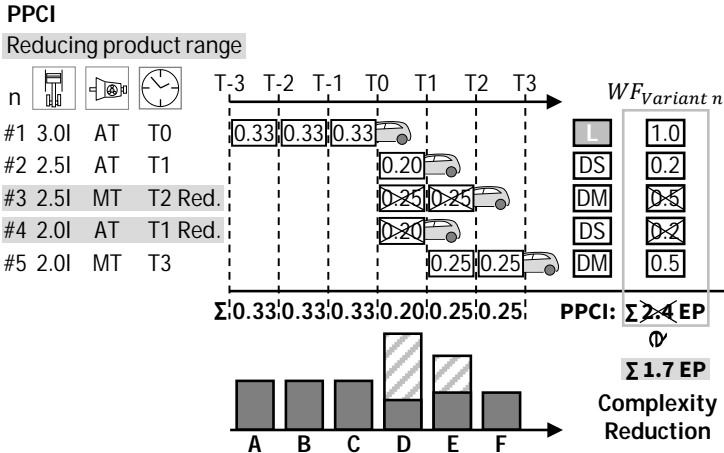 PPCI
Reducing product range
T-3 T-2 T-1 T0 T1 T2 T3
n WF Variant n
#1 3.0l AT T0 0.33 0.33 0.33 L 1.0
#2 2.5l AT T1 0.20 DS 0.2
#3 2.5l MT T2 Red. 0.25 0.25 DM 0.5
#4 2.0l AT T1 Red. 0.20 DS 0.2
#5 2.0l MT T3 0.25 0.25 DM 0.5
Σ 0.33 0.33 0.33 0.20 0.25 0.25 PPCI: Σ 2.4 EP
Σ 1.7 EP
Complexity
Reduction
A B C D E F